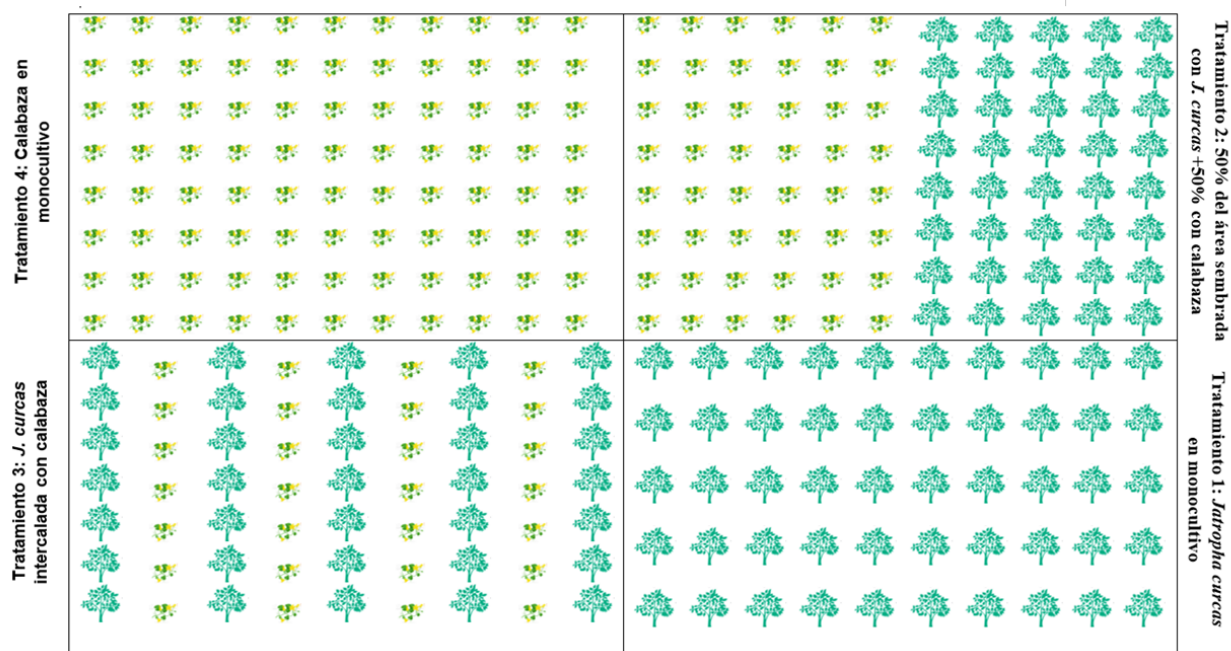 Tratamiento 4: Calabaza en
monocultivo
Tratamiento 2: 50% del área sembrada
con J. curcas +50% con calabaza
Tratamiento 3: J. curcas
intercalada con calabaza
Tratamiento 1: Jatropha curcas
en monocultivo